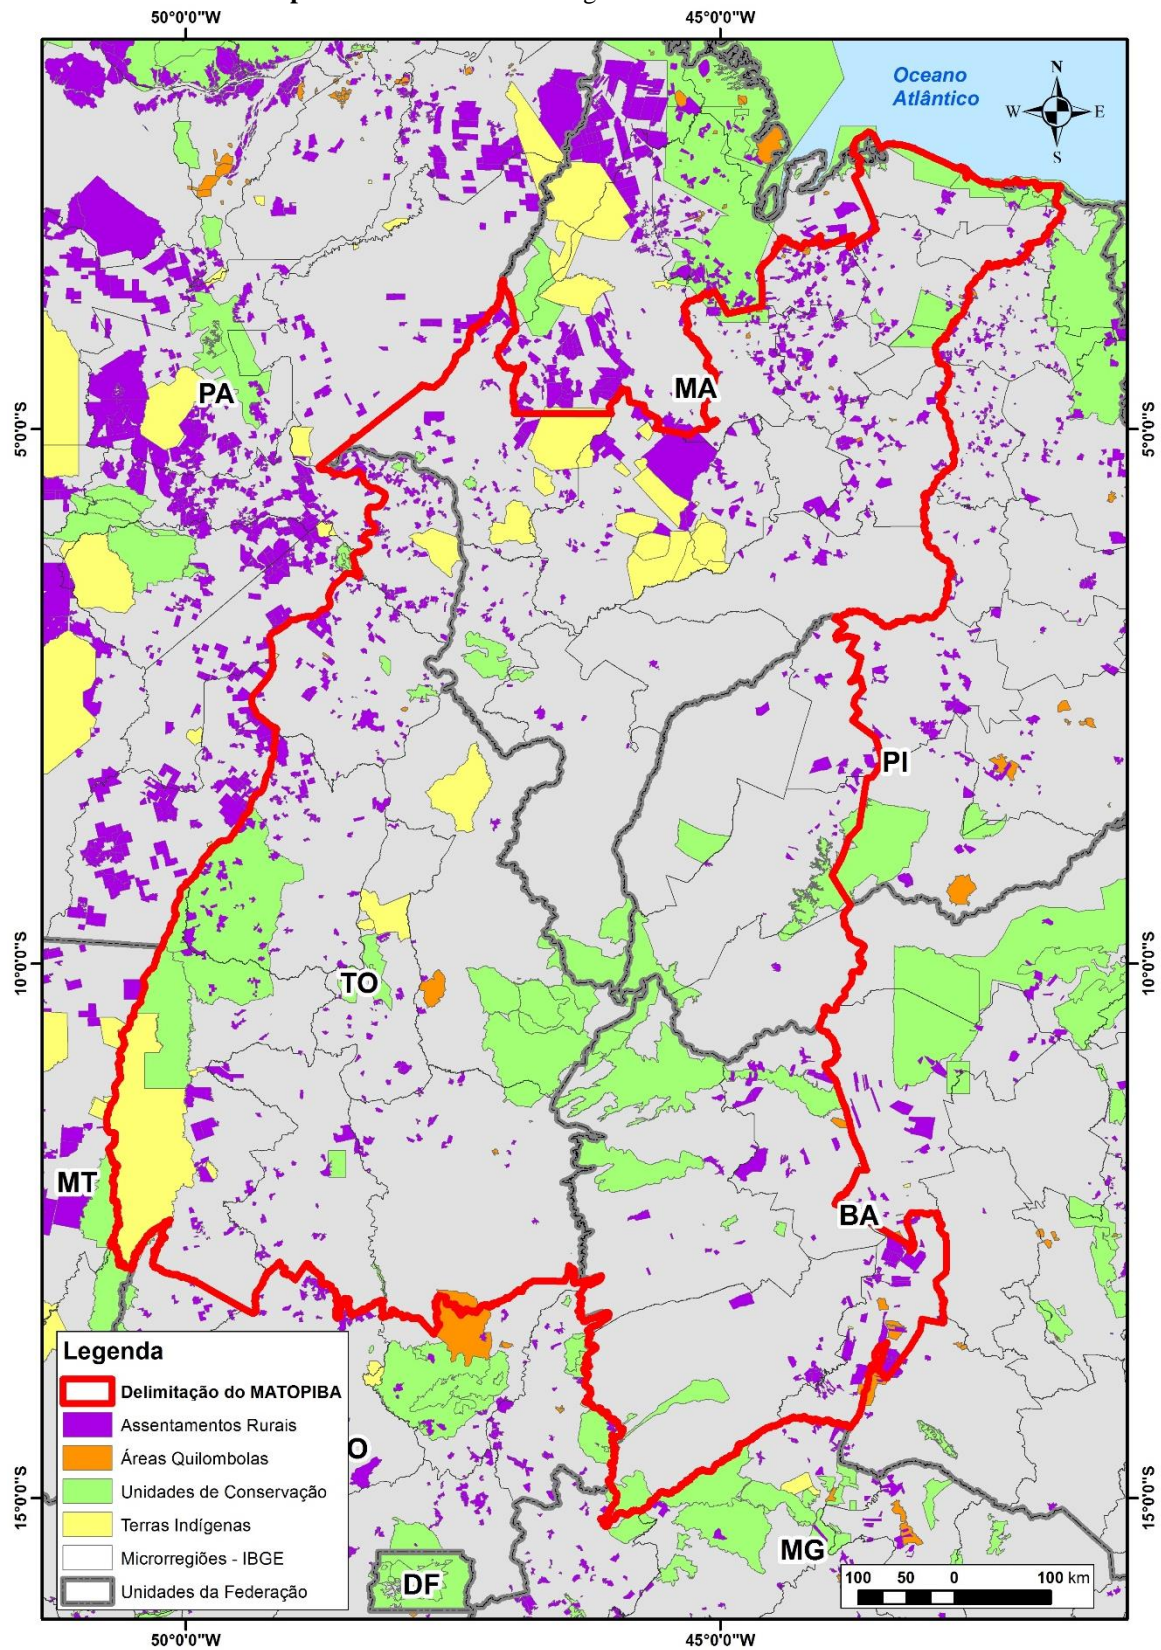 50°0'0"W 45°0'0"W
Oceano
Atlântico
N
W E
S
MA
PA
5°0'0"S 5°0'0"S
PI
10°0'0"S 10°0'0"S
TO
MT
BA
Legenda
Delimitação do MATOPIBA
Assentamentos Rurais
Áreas Quilombolas
Unidades de Conservação
Terras Indígenas
Microrregiões - IBGE
Unidades da Federação
O
15°0'0"S 15°0'0"S
MG
DF
100 50 0 100 km
50°0'0"W 45°0'0"W